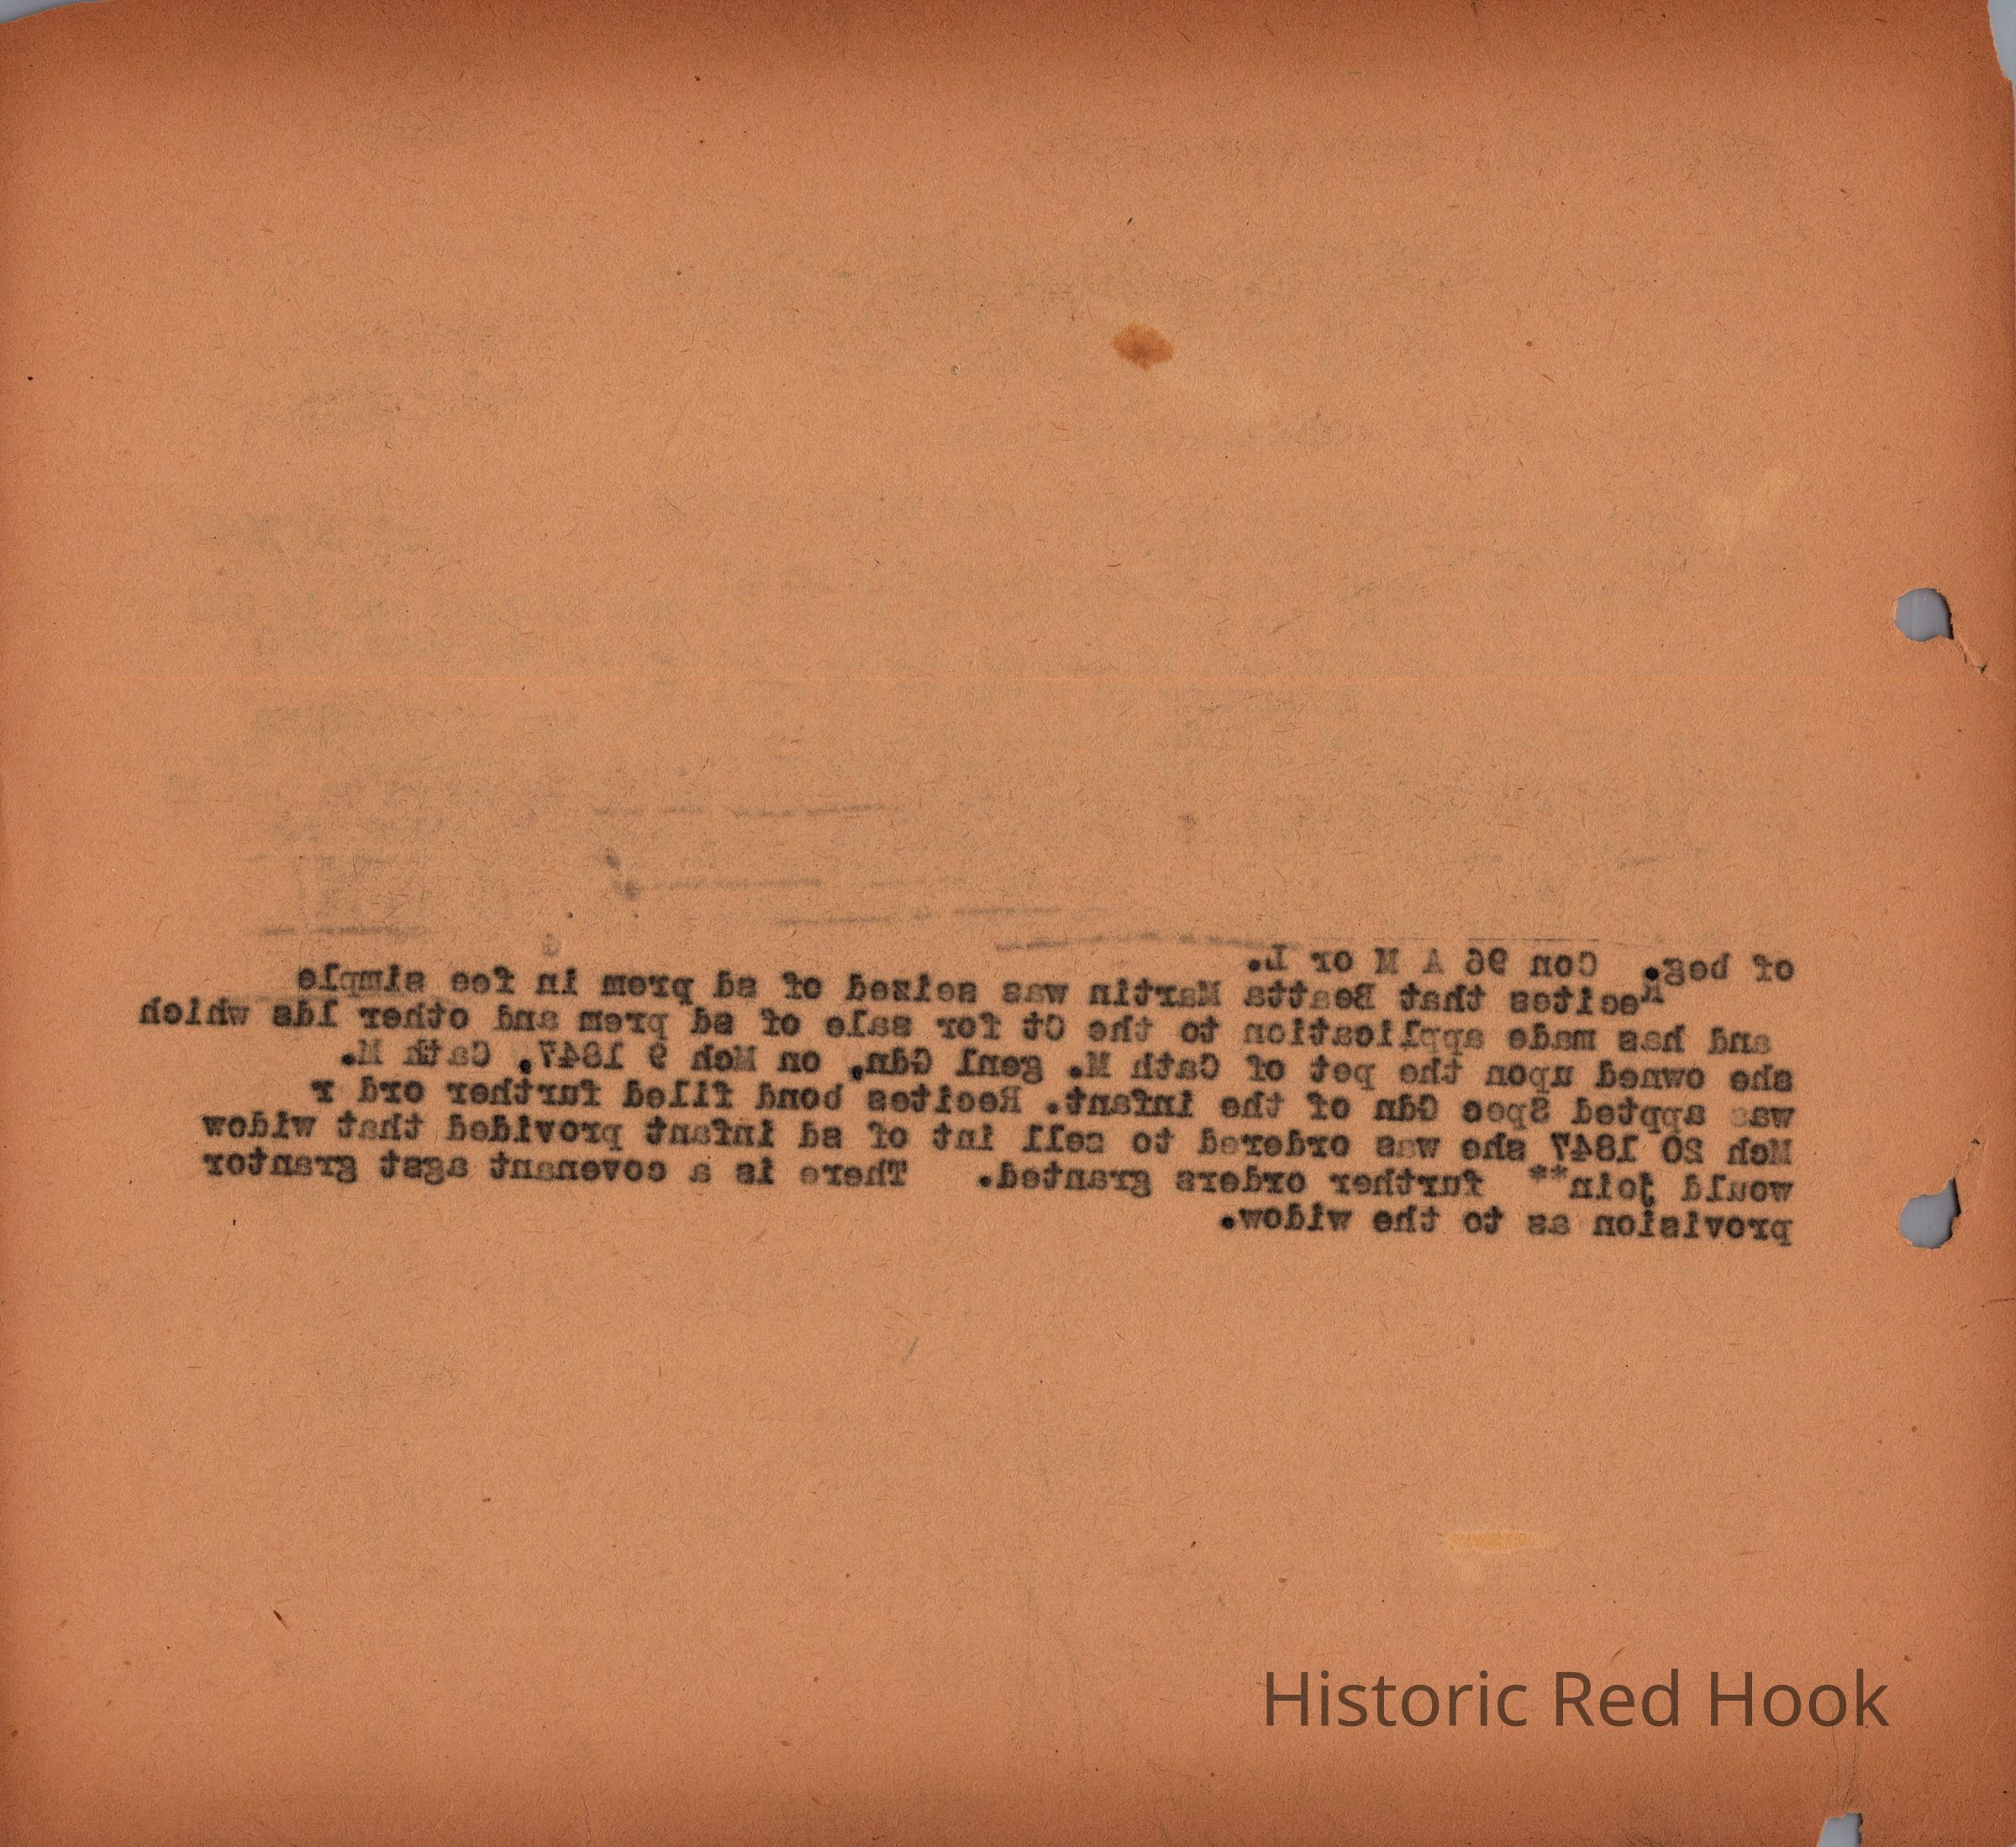 of beg. Con 96 A M or L.
Recites that Beatts Martin was seized of sd prem in fee simple
and has made application to the Ct for sale of sd prem and other lds which
she owned upon the pet of Cath M. genl Gdn, on Mch 9 1847, Cath M.
was appted Spec Gdn of the infant. Recites bond filed further ord r
Mch 20 1847 she was ordered to cell int of sd infant provided that widow
would join** further orders granted. There is a covenant agst grantor
provision as to the widow.
Historic Red Hook